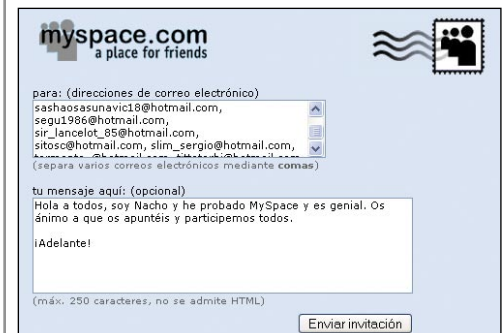 myspace.com
a place for friends
para: (direcciones de correo electrónico)
sashaosasunavic18@hotmail.com,
segu1986@hotmail.com,
sir_lancelot_85@hotmail.com,
sitosc@hotmail.com, slim_sergio@hotmail.com,
(separa varios correos electrónicos mediante comas)
tu mensaje aquí: (opcional)
Hola a todos, soy Nacho y he probado MySpace y es genial. Os
ánimo a que os apuntéis y participemos todos.
¡Adelante!
(máx. 250 caracteres, no se admite HTML)
Enviar invitación